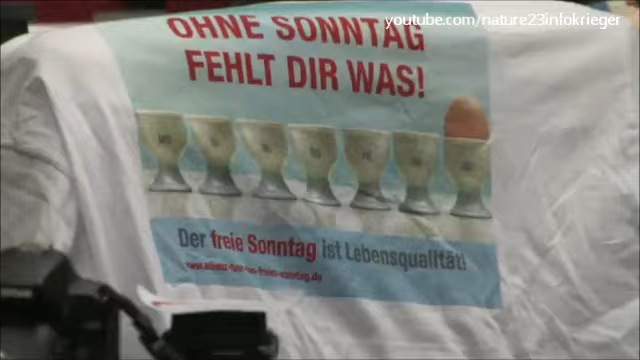 youtube.com/nature23infokrieger
OHNE SONNTAG
FEHLT DIR WAS!
Der freie Sonntag ist Lebensqualität!